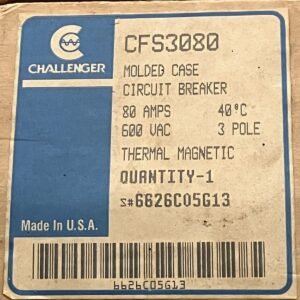 CHALLENGER
CFS3080
MOLDED CASE
CIRCUIT BREAKER
80 AMPS 40°C
600 VAC 3 POLE
THERMAL MAGNETIC
QUANTITY-1
S#6626C05G13
Made In U.S.A.
6626C05G13